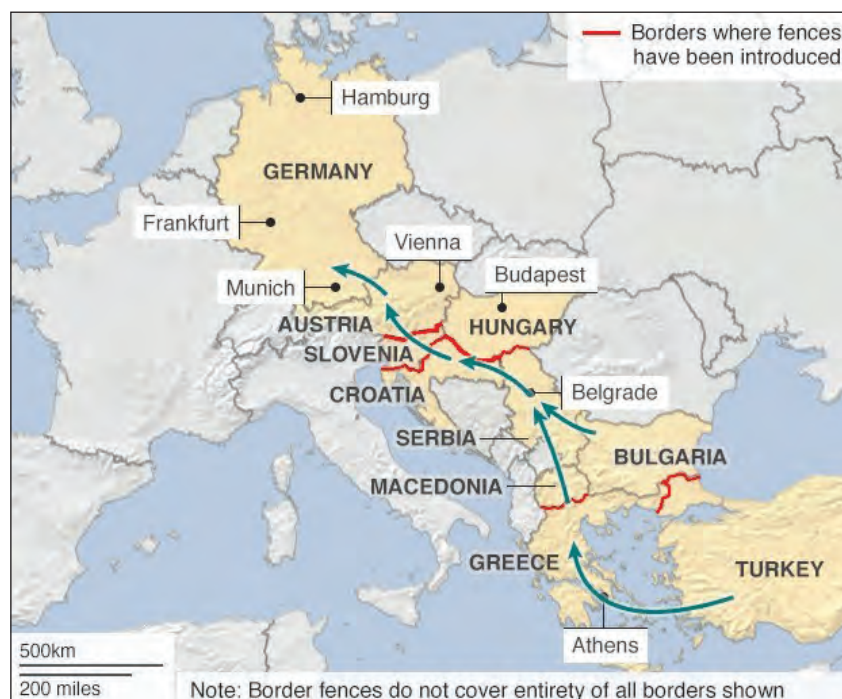 Borders where fences
have been introduced
Hamburg
GERMANY
Frankfurt
Vienna
Munich
Budapest
AUSTRIA
HUNGARY
SLOVENIA
CROATIA
Belgrade
SERBIA
BULGARIA
MACEDONIA
GREECE
TURKEY
Athens
500km
200 miles
Note: Border fences do not cover entirety of all borders shown